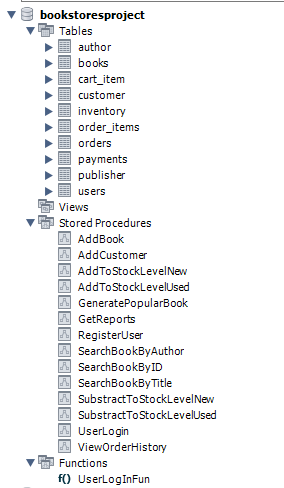 bookstoresproject
Tables
author
books
cart_item
customer
inventory
order_items
orders
payments
publisher
users
Views
Stored Procedures
AddBook
AddCustomer
AddToStockLevelNew
AddToStockLevelUsed
GeneratePopularBook
GetReports
RegisterUser
SearchBookByAuthor
SearchBookByID
SearchBookByTitle
SubstractToStockLevelNew
SubstractToStockLevelUsed
UserLogin
ViewOrderHistory
Functions
f() UserLogInFun